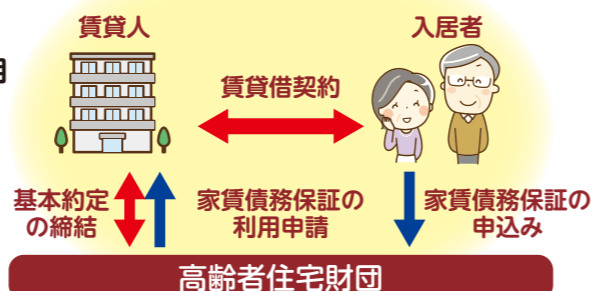 賃貸人
入居者
賃貸借契約
基本約定
の締結
家賃債務保証の
利用申請
家賃債務保証の
申込み
高齢者住宅財団